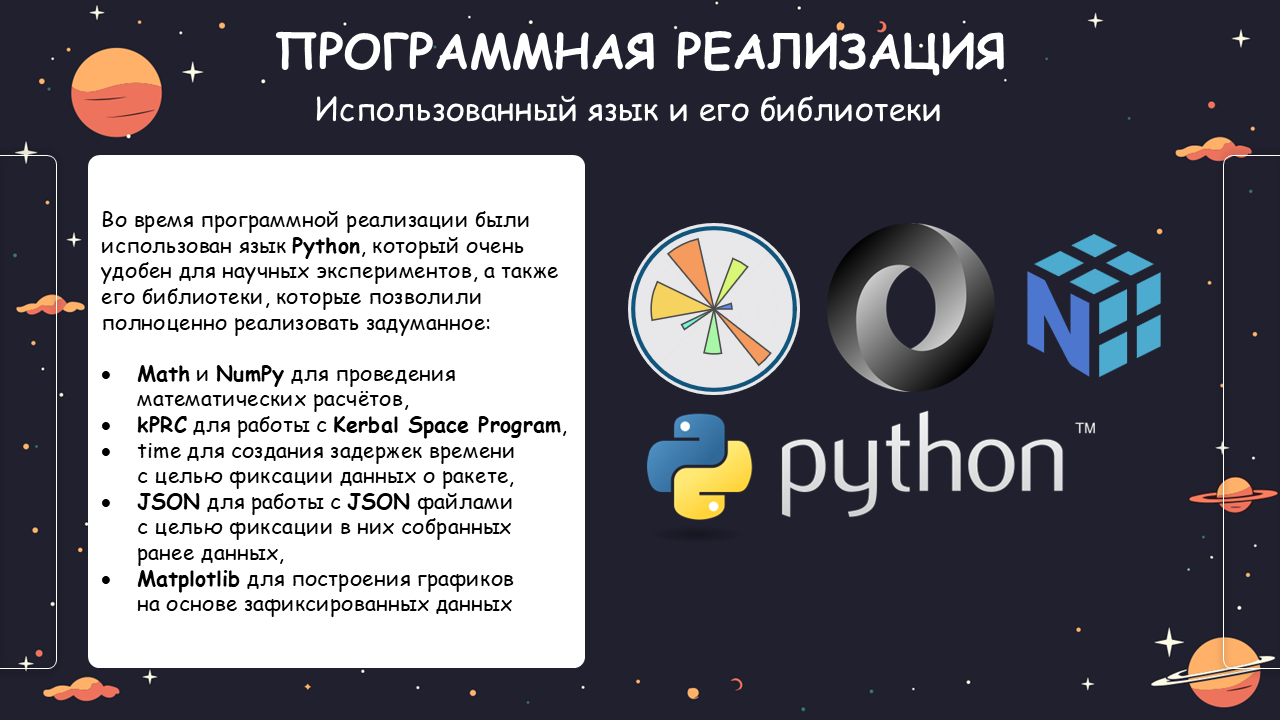 ПРОГРАММНАЯ РЕАЛИЗАЦИЯ
Использованный язык и его библиотеки
Во время программной реализации были
использован язык Python, который очень
удобен для научных экспериментов, а также
его библиотеки, которые позволили
полноценно реализовать задуманное:
• Math и NumPy для проведения
математических расчётов,
• kPRC для работы с Kerbal Space Program,
• time для создания задержек времени
с целью фиксации данных о ракете,
• JSON для работы с JSON файлами
с целью фиксации в них собранных
ранее данных,
• Matplotlib для построения графиков
на основе зафиксированных данных
N
python™